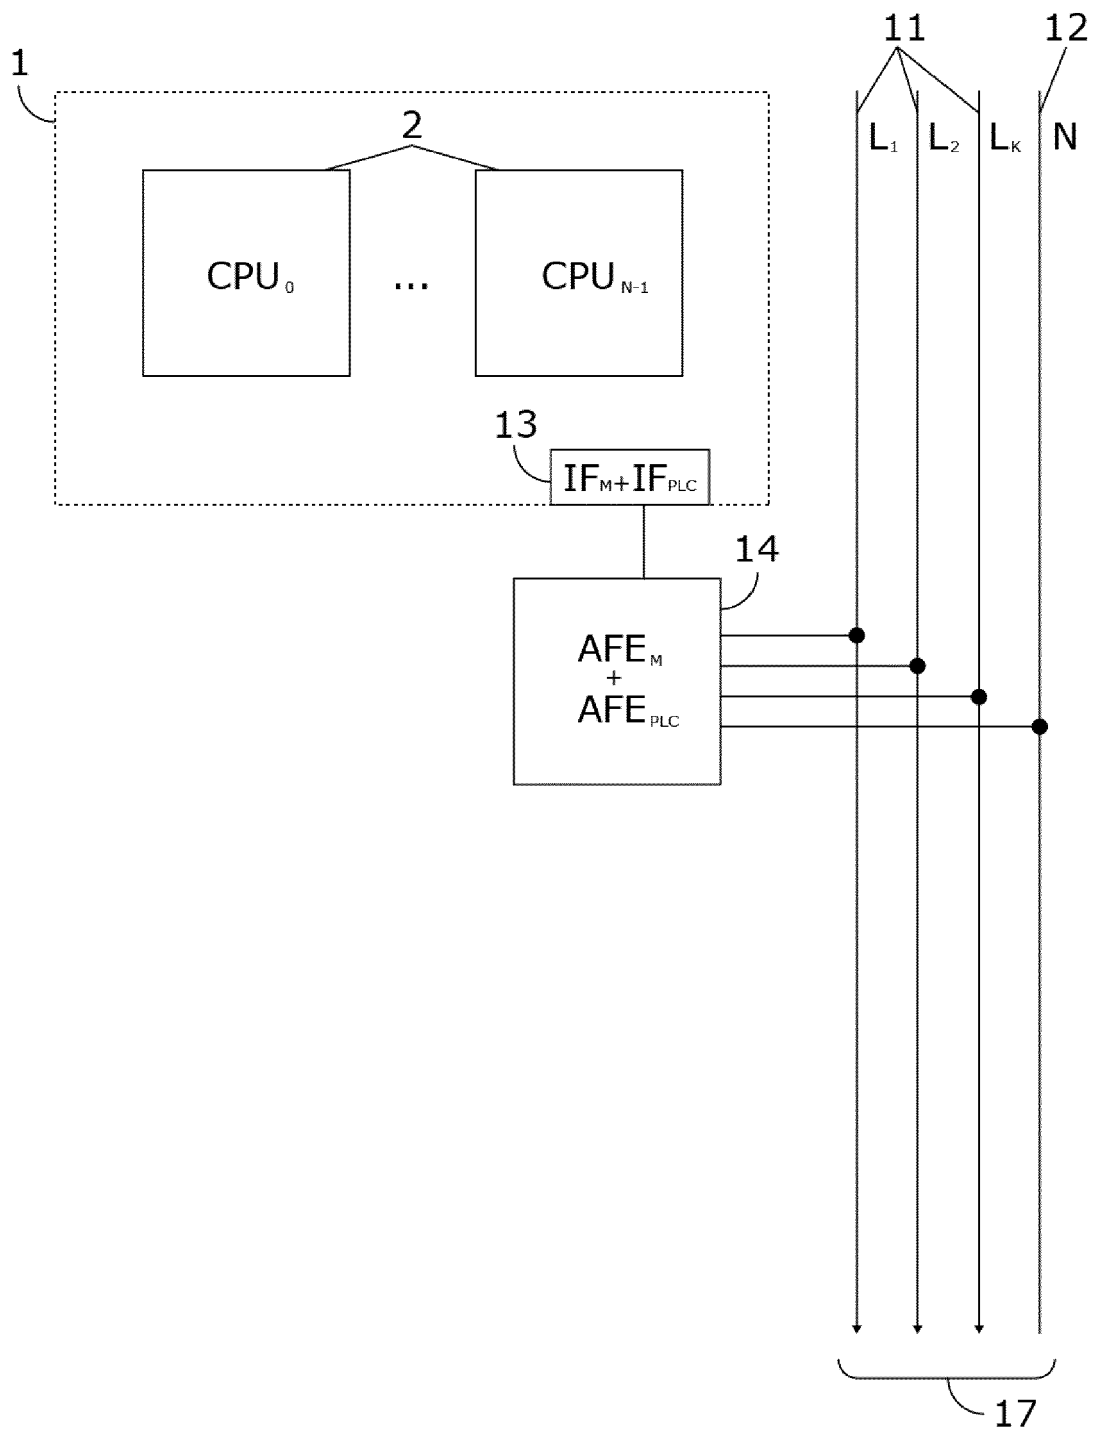 11 12
1
2
L1 L2 LK N
CPU0 ... CPUN-1
13
IFM+IFPLC
14
AFEM
+
AFEPLC
17